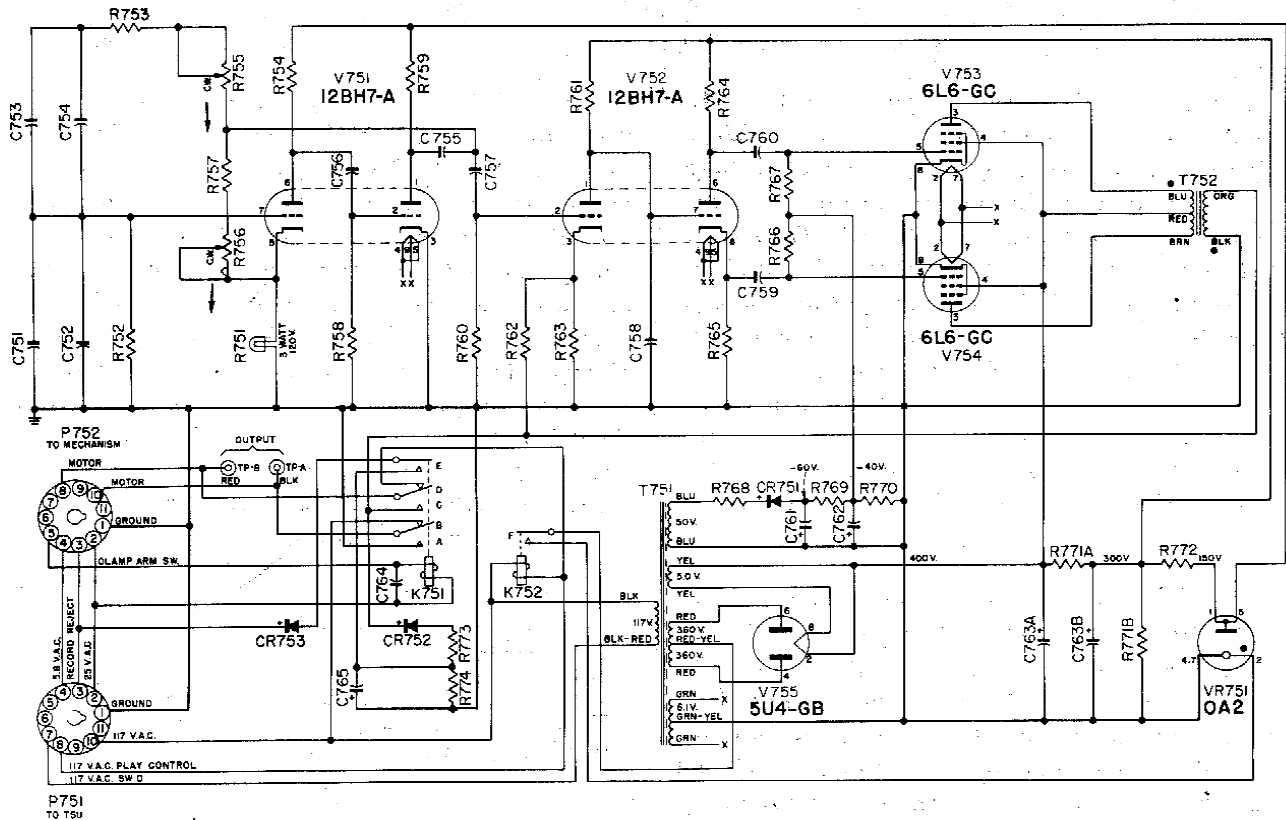 R753
R755
C.W.
R754
V751
12BH7-A
R759
R761
V752
12BH7-A
R764
V753
6L6-GC
C753
C754
R757
C756
C755
C757
C760
R767
T752
BLU
ORG
RED
BRN
BLK
R756
C.W.
R766
C759
6L6-GC
V754
C751
C752
R752
R751
3 WATT
120V.
R758
R760
R762
R763
C758
R765
P752
TO MECHANISM
OUTPUT
TP-B
TP-A
RED
BLK
MOTOR
MOTOR
GROUND
CLAMP ARM SW.
E
D
C
B
A
F
C764
K751
K752
5.8 V.A.C.
RECORD REJECT
25 V.A.C.
CR753
CR752
R773
R774
C765
GROUND
117 V.A.C.
117 V.A.C. PLAY CONTROL
117 V.A.C. SW'D
P751
TO TSU
T751
BLK
117V.
BLK-RED
BLU
50V.
BLU
YEL
5.0V.
YEL
RED
360V.
RED-YEL
360V.
RED
GRN
6.1V.
GRN-YEL
GRN
X
X
R768
CR751
-60V.
R769
-40V.
R770
C761
C762
V755
5U4-GB
400V.
R771A
300V
R772
150V
C763A
C763B
R771B
VR751
OA2